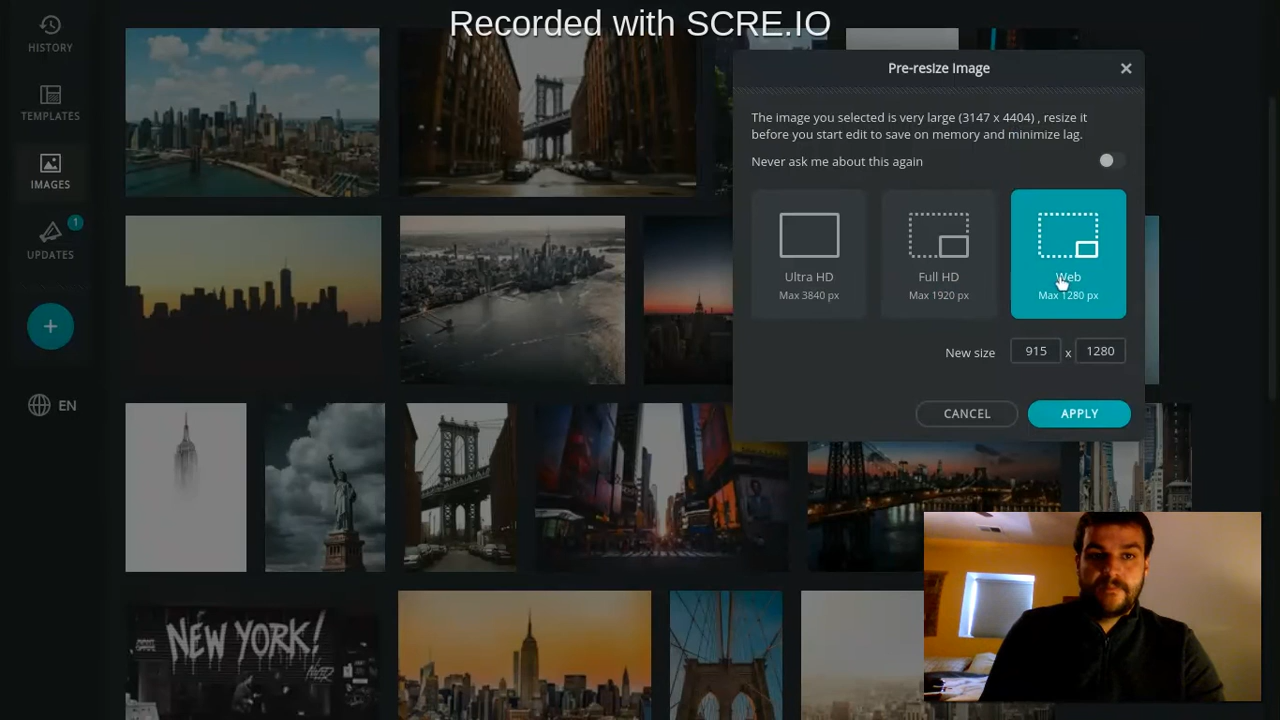 Recorded with SCRE.IO
HISTORY
TEMPLATES
IMAGES
1
UPDATES
EN
Pre-resize Image
The image you selected is very large (3147 x 4404) , resize it
before you start edit to save on memory and minimize lag.
Never ask me about this again
Ultra HD
Max 3840 px
Full HD
Max 1920 px
Web
Max 1280 px
New size 915 x 1280
CANCEL
APPLY
NEW YORK!